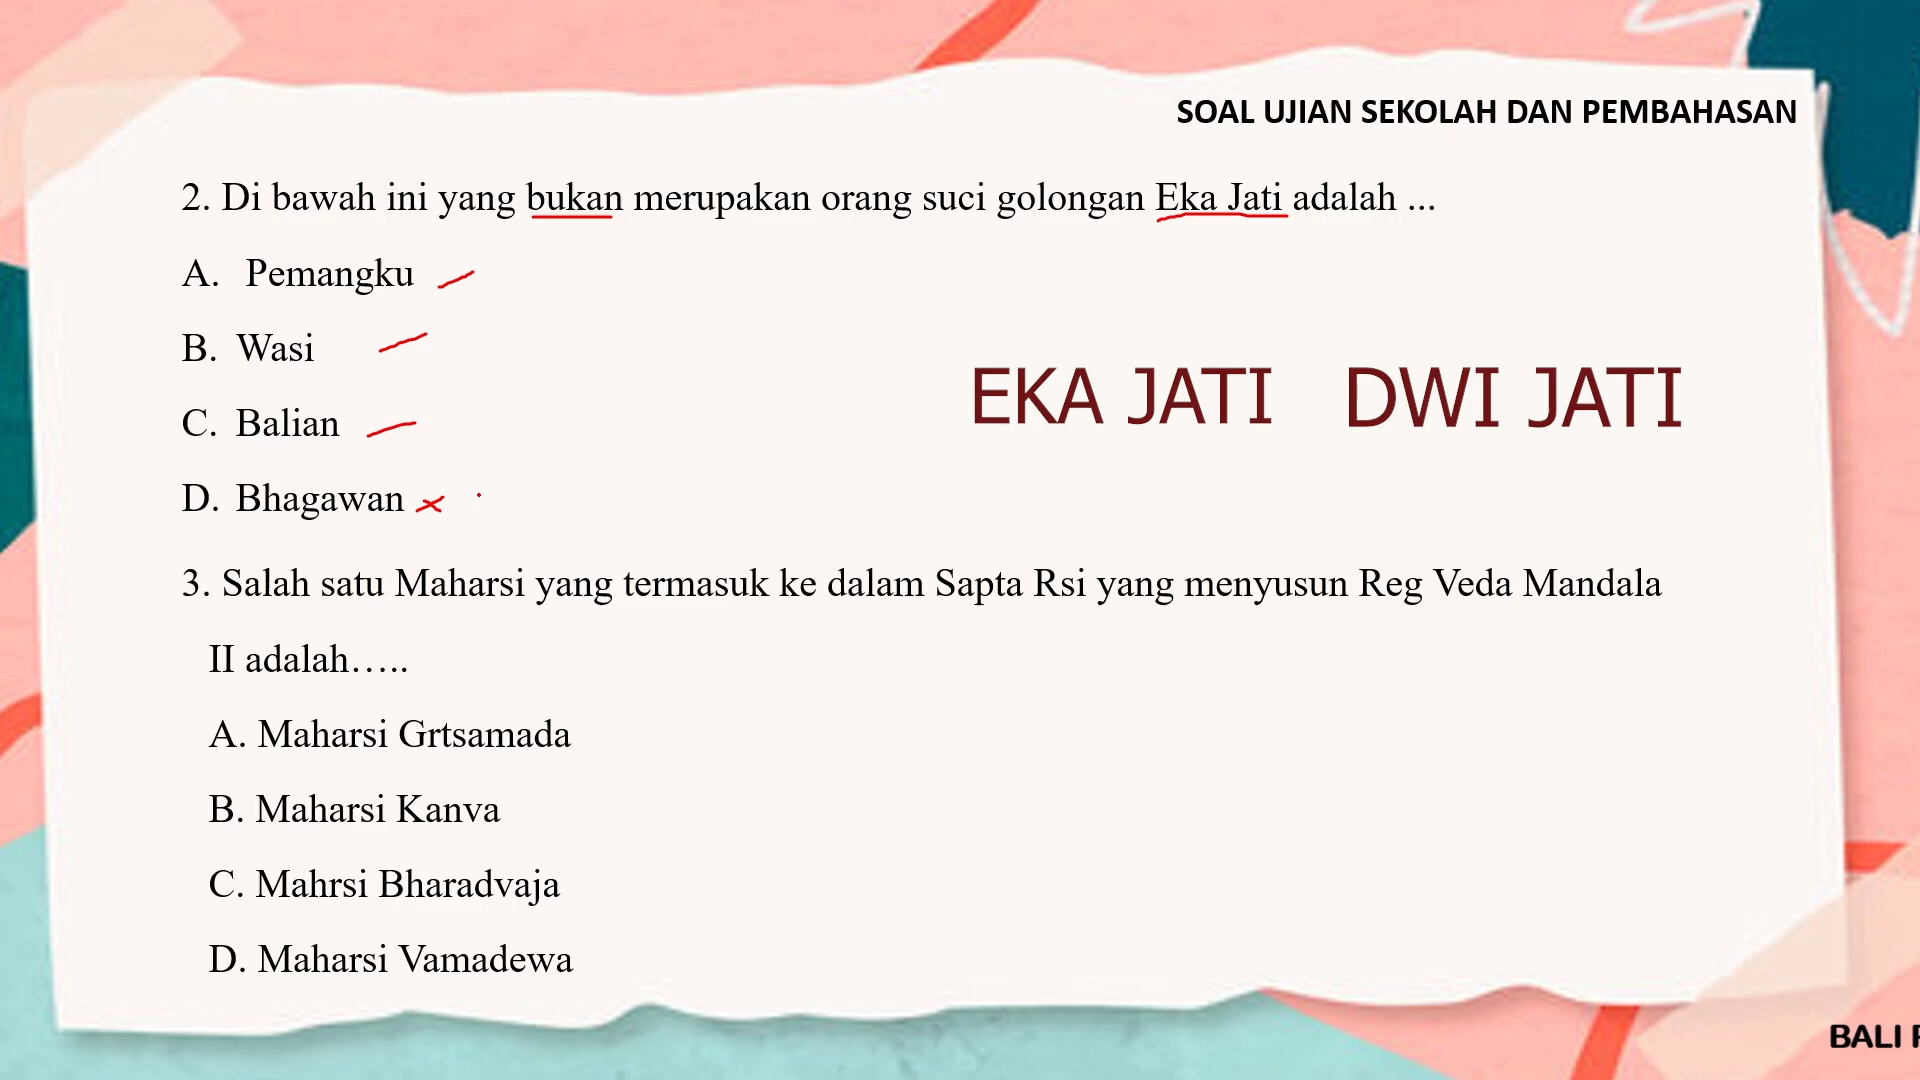 SOAL UJIAN SEKOLAH DAN PEMBAHASAN
2. Di bawah ini yang bukan merupakan orang suci golongan Eka Jati adalah ...
A. Pemangku
B. Wasi
C. Balian
D. Bhagawan
EKA JATI DWI JATI
3. Salah satu Maharsi yang termasuk ke dalam Sapta Rsi yang menyusun Reg Veda Mandala
II adalah.....
A. Maharsi Grtsamada
B. Maharsi Kanva
C. Mahrsi Bharadvaja
D. Maharsi Vamadewa
BALI